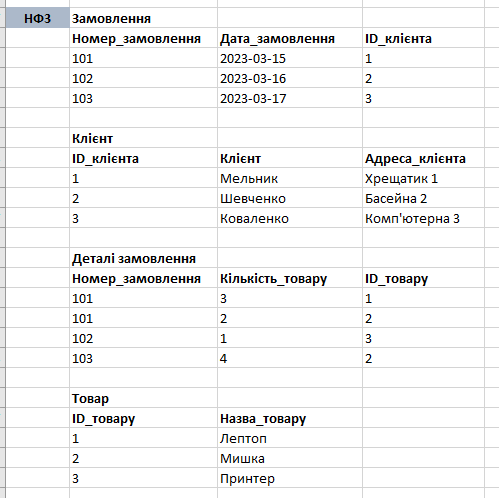 НФЗ Замовлення
Номер_замовлення Дата_замовлення ID_клієнта
101 2023-03-15 1
102 2023-03-16 2
103 2023-03-17 3
Клієнт
ID_клієнта Клієнт Адреса_клієнта
1 Мельник Хрещатик 1
2 Шевченко Басейна 2
3 Коваленко Комп'ютерна 3
Деталі замовлення
Номер_замовлення Кількість_товару ID_товару
101 3 1
101 2 2
102 1 3
103 4 2
Товар
ID_товару Назва_товару
1 Лептоп
2 Мишка
3 Принтер